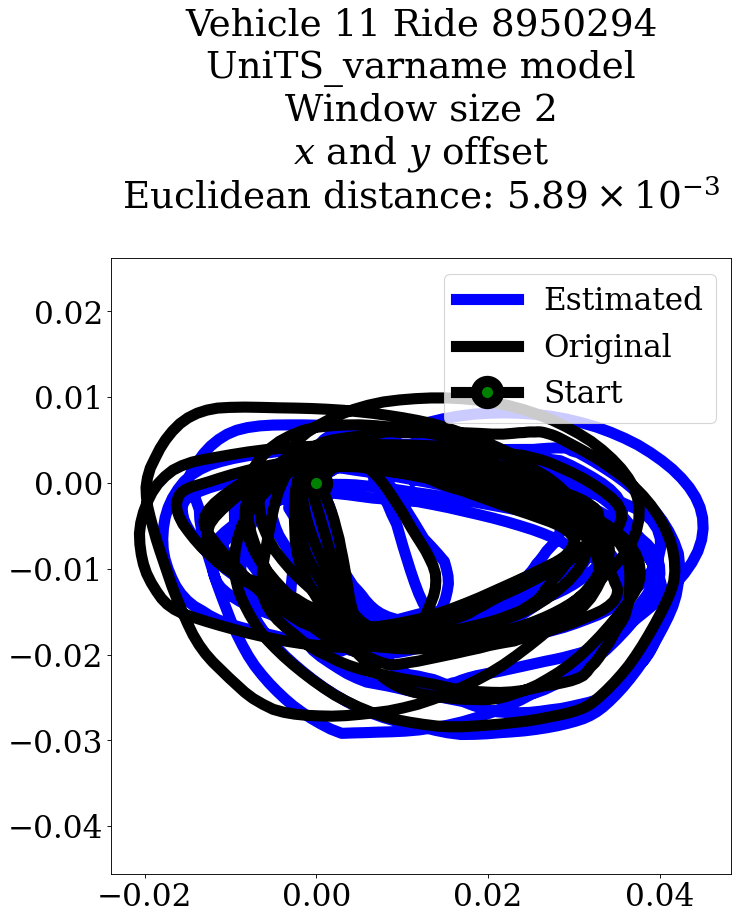 Vehicle 11 Ride 8950294
UniTS_varname model
Window size 2
x and y offset
Euclidean distance: 5.89 × 10⁻³
Estimated
Original
Start
0.02
0.01
0.00
−0.01
−0.02
−0.03
−0.04
−0.02 0.00 0.02 0.04